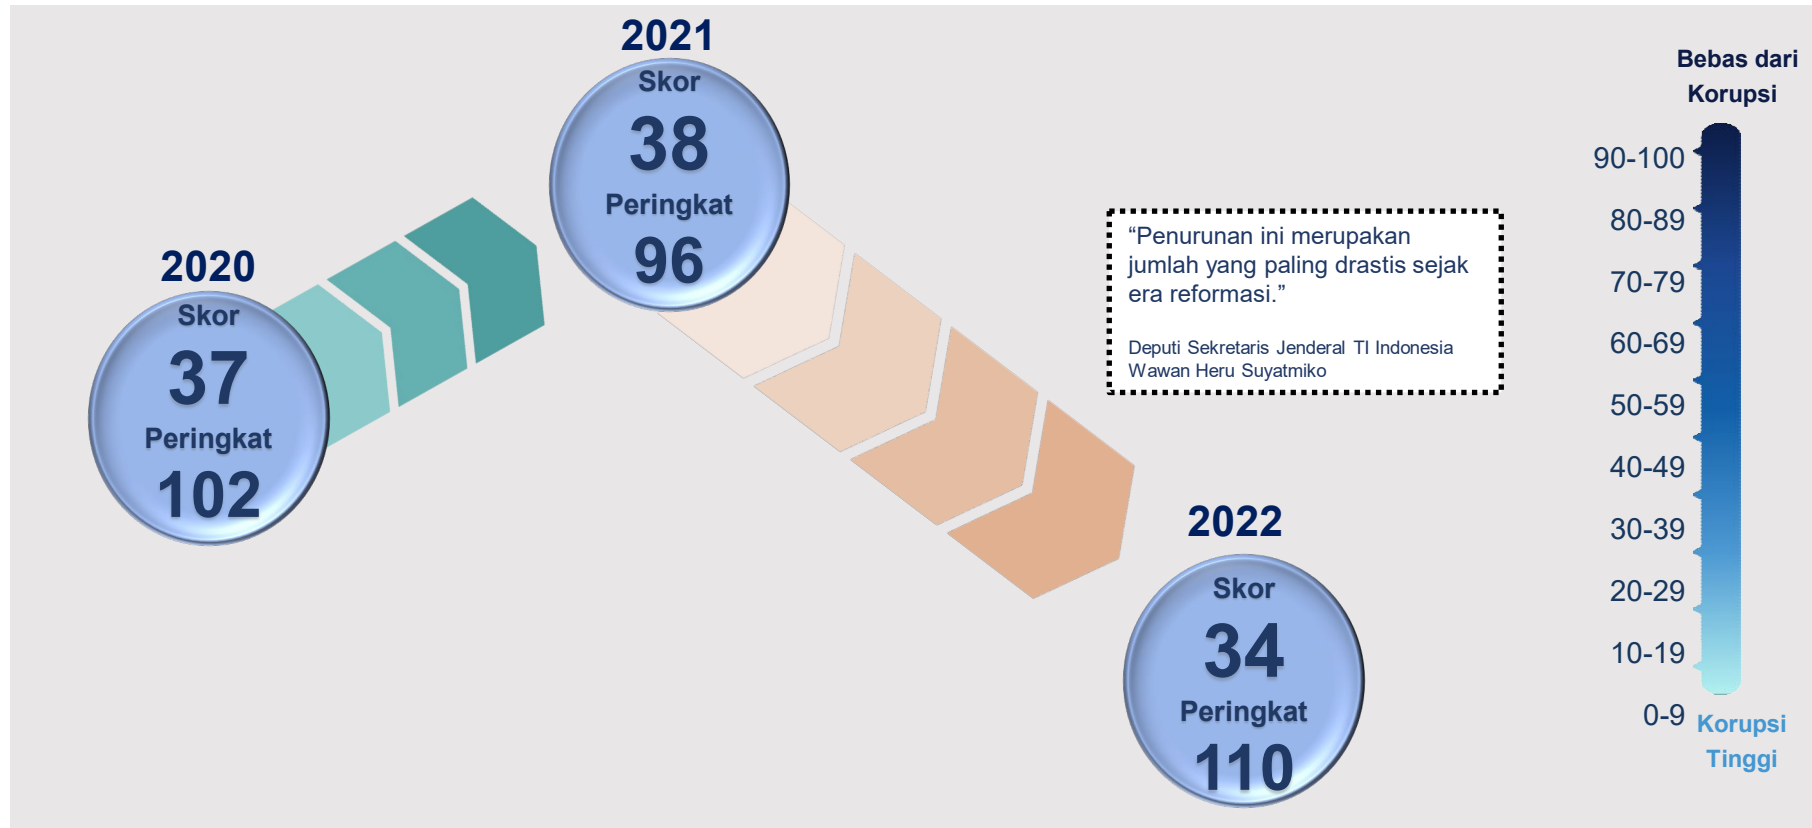 2020
Skor
37
Peringkat
102
2021
Skor
38
Peringkat
96
2022
Skor
34
Peringkat
110
“Penurunan ini merupakan
jumlah yang paling drastis sejak
era reformasi.”
Deputi Sekretaris Jenderal TI Indonesia
Wawan Heru Suyatmiko
Bebas dari
Korupsi
90-100
80-89
70-79
60-69
50-59
40-49
30-39
20-29
10-19
0-9
Korupsi
Tinggi